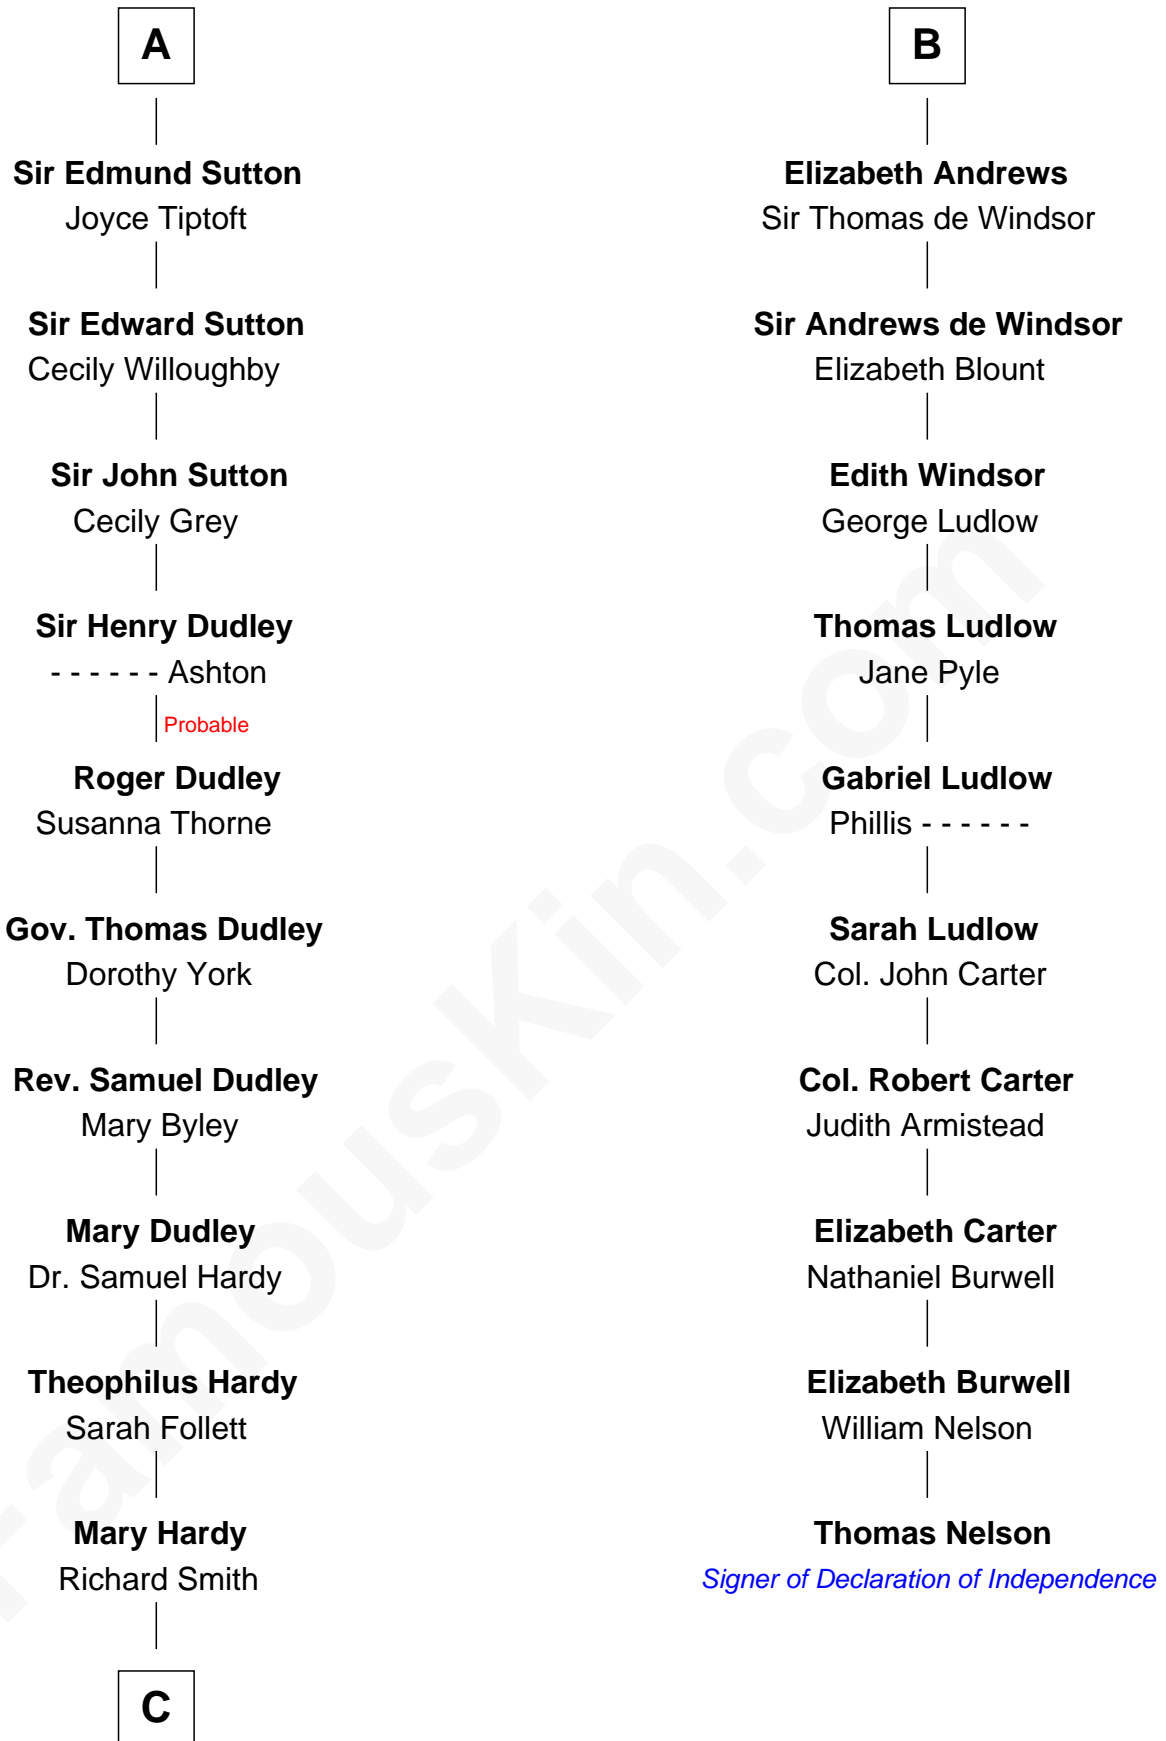 A
Sir Edmund Sutton
Joyce Tiptoft
Sir Edward Sutton
Cecily Willoughby
Sir John Sutton
Cecily Grey
Sir Henry Dudley
- - - - - - Ashton
Probable
Roger Dudley
Susanna Thorne
Gov. Thomas Dudley
Dorothy York
Rev. Samuel Dudley
Mary Byley
Mary Dudley
Dr. Samuel Hardy
Theophilus Hardy
Sarah Follett
Mary Hardy
Richard Smith
C
B
Elizabeth Andrews
Sir Thomas de Windsor
Sir Andrews de Windsor
Elizabeth Blount
Edith Windsor
George Ludlow
Thomas Ludlow
Jane Pyle
Gabriel Ludlow
Phillis - - - - - -
Sarah Ludlow
Col. John Carter
Col. Robert Carter
Judith Armistead
Elizabeth Carter
Nathaniel Burwell
Elizabeth Burwell
William Nelson
Thomas Nelson
Signer of Declaration of Independence
FamousKin.com